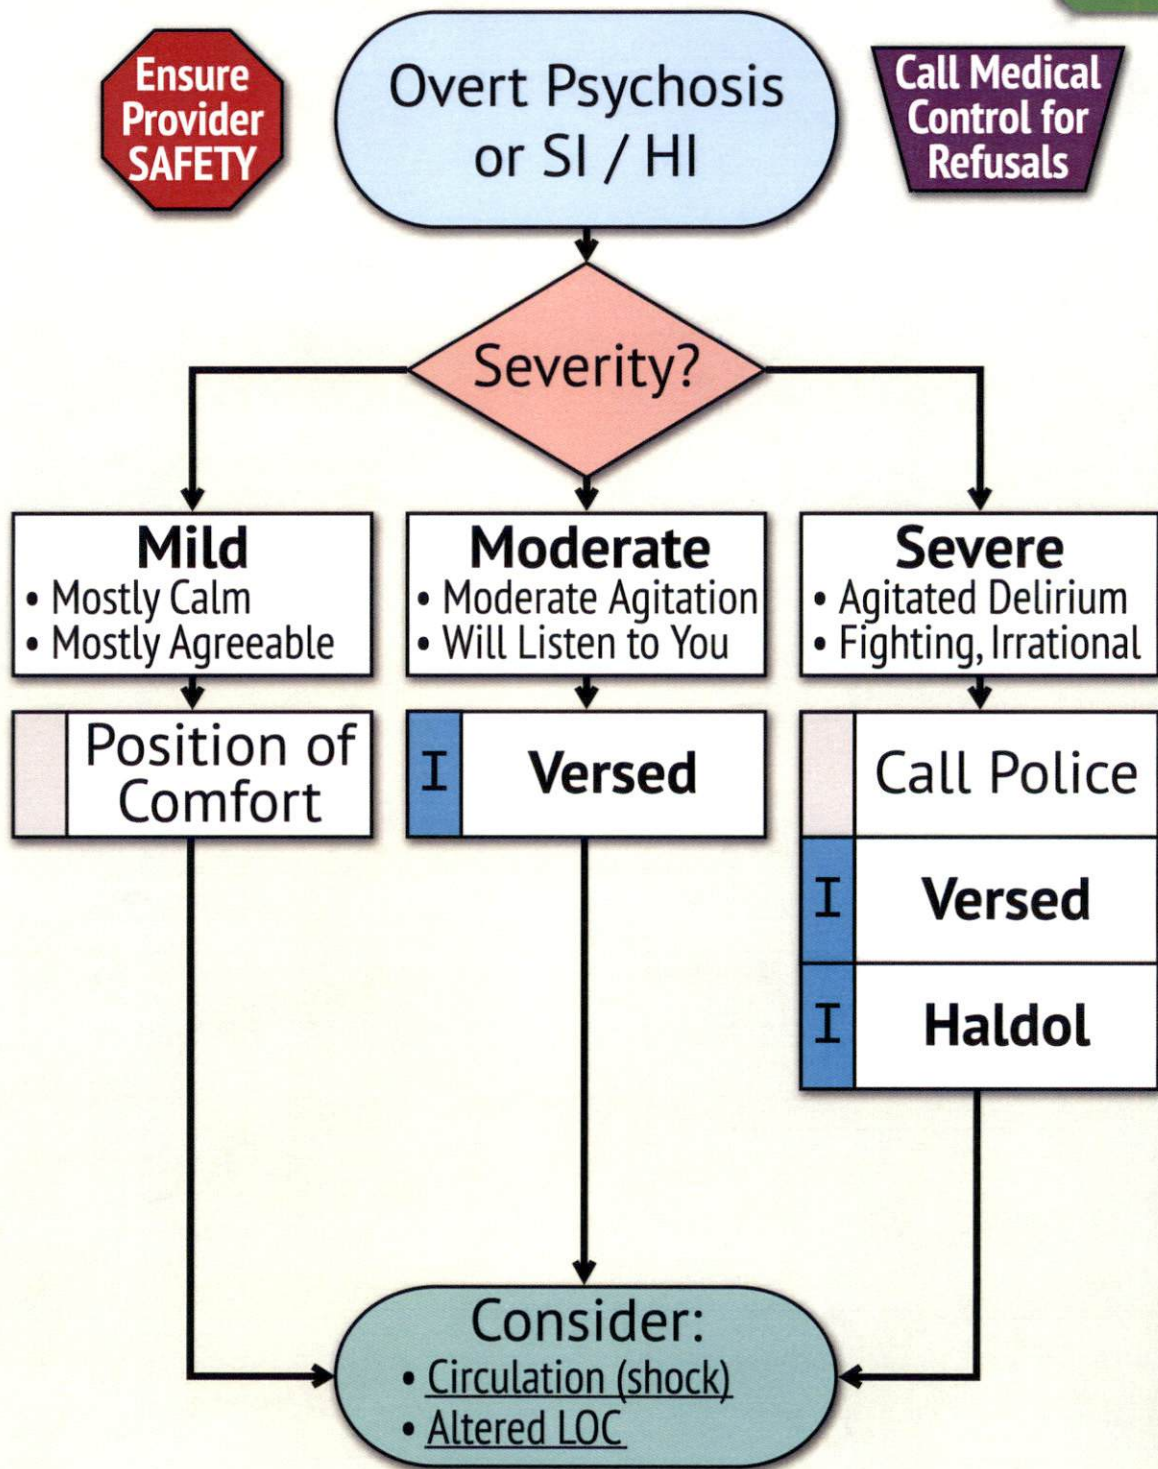 Ensure
Provider
SAFETY
Overt Psychosis
or SI / HI
Call Medical
Control for
Refusals
Severity?
Mild
• Mostly Calm
• Mostly Agreeable
Moderate
• Moderate Agitation
• Will Listen to You
Severe
• Agitated Delirium
• Fighting, Irrational
Position of
Comfort
I Versed
Call Police
I Versed
I Haldol
Consider:
• Circulation (shock)
• Altered LOC